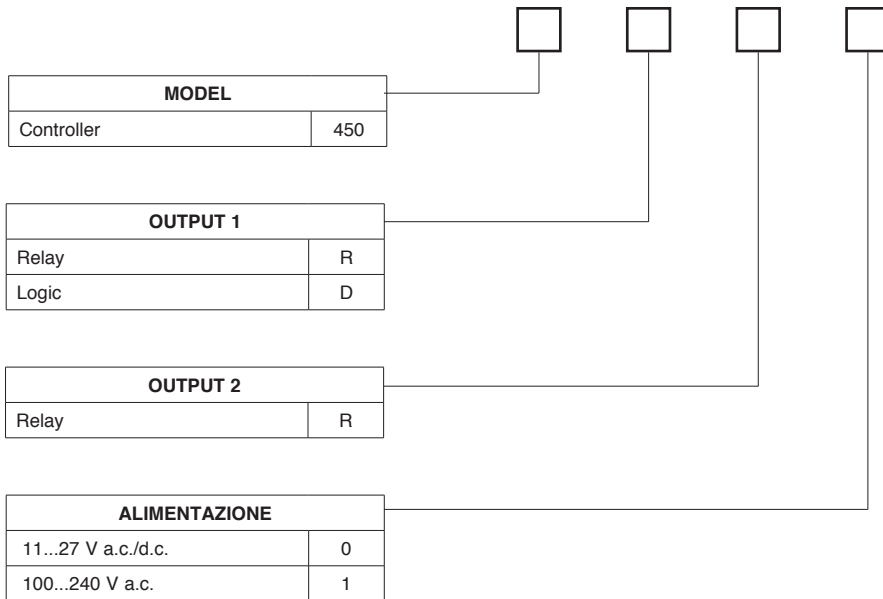 MODEL
Controller 450
OUTPUT 1
Relay R
Logic D
OUTPUT 2
Relay R
ALIMENTAZIONE
11...27 V a.c./d.c. 0
100...240 V a.c. 1